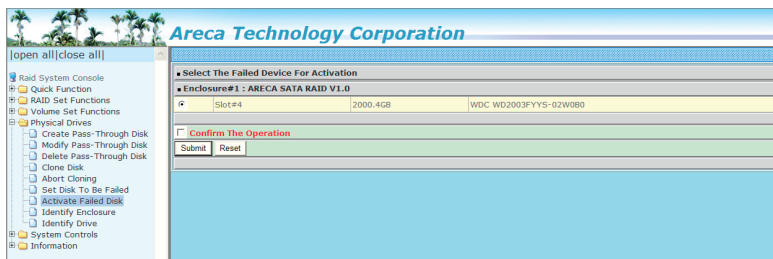 Areca Technology Corporation
|open all|close all|
Raid System Console
Quick Function
RAID Set Functions
Volume Set Functions
Physical Drives
Create Pass-Through Disk
Modify Pass-Through Disk
Delete Pass-Through Disk
Clone Disk
Abort Cloning
Set Disk To Be Failed
Activate Failed Disk
Identify Enclosure
Identify Drive
System Controls
Information
Select The Failed Device For Activation
Enclosure#1 : ARECA SATA RAID V1.0
Slot#4 2000.4GB WDC WD2003FYYS-02W0B0
Confirm The Operation
Submit Reset